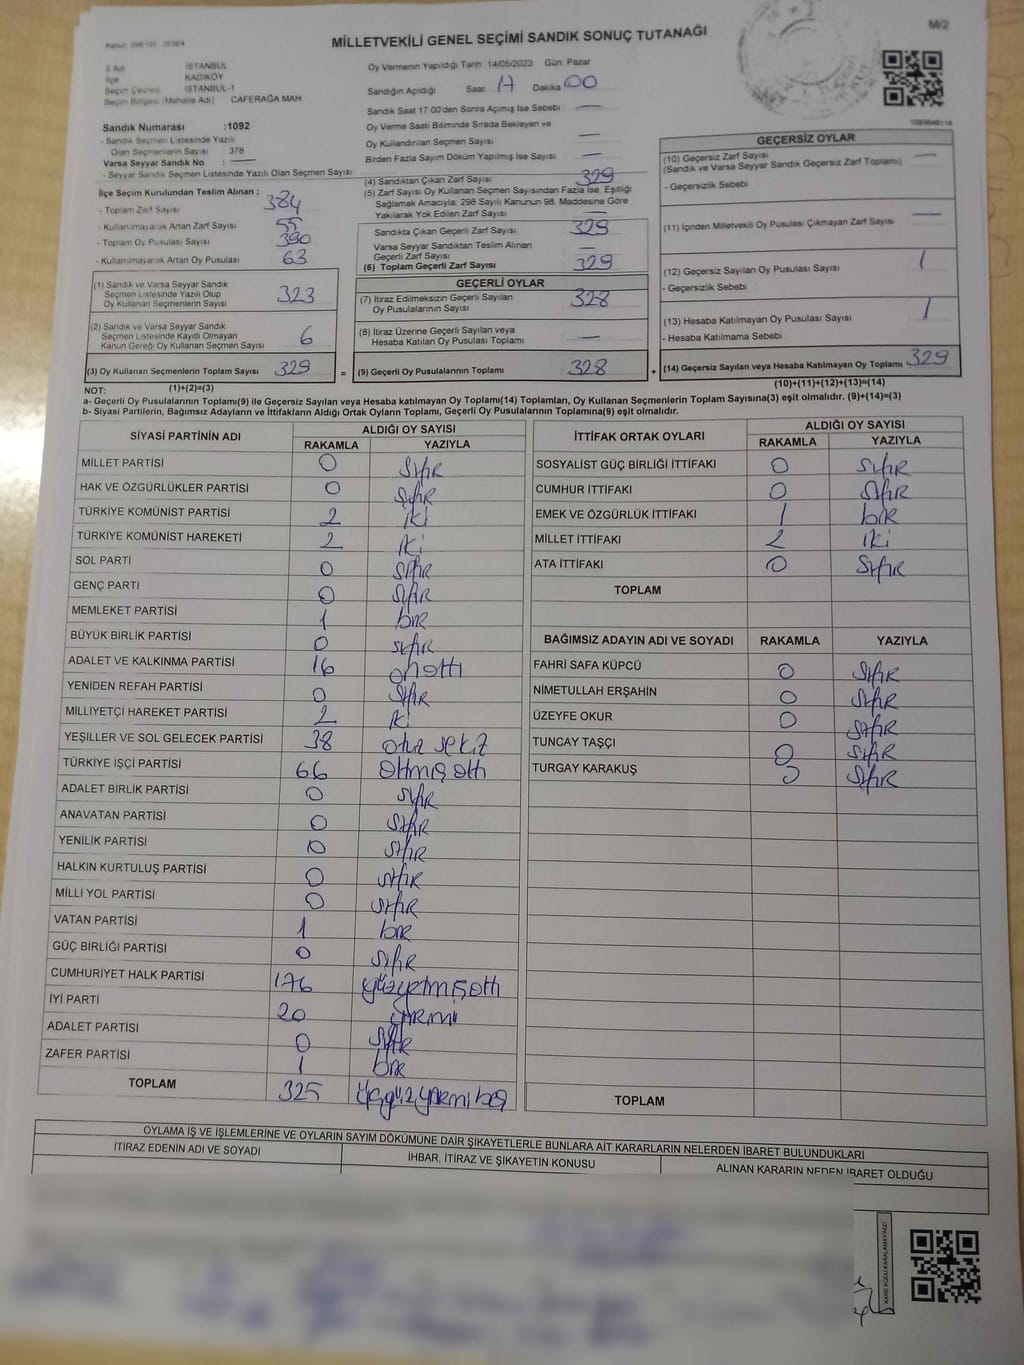 M/2
MİLLETVEKİLİ GENEL SEÇİMİ SANDIK SONUÇ TUTANAĞI
İl Adı İSTANBUL
İlçe KADIKÖY
Seçim Çevresi İSTANBUL-1
Seçim Bölgesi (Mahalle Adı) CAFERAĞA MAH.
Sandık Numarası :1092
- Sandık Seçmen Listesinde Yazılı
Olan Seçmenlerin Sayısı 378
Varsa Seyyar Sandık No : —
- Seyyar Sandık Seçmen Listesinde Yazılı Olan Seçmen Sayısı
Oy Vermenin Yapıldığı Tarih 14/05/2023 Gün: Pazar
Sandığın Açıldığı Saat 17 Dakika 00
Sandık Saat 17:00'den Sonra Açımış İse Sebebi —
Oy Verme Saati Bitiminde Sırada Bekleyen ve
Oy Kullandırılan Seçmen Sayısı —
Birden Fazla Sayım Döküm Yapılmış İse Sayısı —
İlçe Seçim Kurulundan Teslim Alınan ;
- Toplam Zarf Sayısı 384
- Kullanılmayarak Artan Zarf Sayısı 55
- Toplam Oy Pusulası Sayısı 390
- Kullanılmayarak Artan Oy Pusulası 63
(1) Sandık ve Varsa Seyyar Sandık
Seçmen Listesinde Yazılı Olup
Oy Kullanan Seçmenlerin Sayısı 323
(2) Sandık ve Varsa Seyyar Sandık
Seçmen Listesinde Kayıtlı Olmayan
Kanun Gereği Oy Kullanan Seçmen Sayısı 6
(3) Oy Kullanan Seçmenlerin Toplam Sayısı 329 =
(4) Sandıktan Çıkan Zarf Sayısı 329
(5) Zarf Sayısı Oy Kullanan Seçmen Sayısından Fazla İse, Eşitliği
Sağlamak Amacıyla; 298 Sayılı Kanunun 98. Maddesine Göre
Yakılarak Yok Edilen Zarf Sayısı —
Sandıkta Çıkan Geçerli Zarf Sayısı 329
Varsa Seyyar Sandıktan Teslim Alınan
Geçerli Zarf Sayısı —
(6) Toplam Geçerli Zarf Sayısı 329
GEÇERLİ OYLAR
(7) İtiraz Edilmeksizin Geçerli Sayılan
Oy Pusulalarının Sayısı 328
(8) İtiraz Üzerine Geçerli Sayılan veya
Hesaba Katılan Oy Pusulası Toplamı —
(9) Geçerli Oy Pusulalarının Toplamı : 328 +
GEÇERSİZ OYLAR
(10) Geçersiz Zarf Sayısı —
(Sandık ve Varsa Seyyar Sandık Geçersiz Zarf Toplamı)
- Geçersizlik Sebebi
(11) İçinden Milletvekili Oy Pusulası Çıkmayan Zarf Sayısı —
(12) Geçersiz Sayılan Oy Pusulası Sayısı 1
- Geçersizlik Sebebi
(13) Hesaba Katılmayan Oy Pusulası Sayısı 1
- Hesaba Katılmama Sebebi
(14) Geçersiz Sayılan veya Hesaba Katılmayan Oy Toplamı 329
NOT: (1)+(2)=(3) (10)+(11)+(12)+(13)=(14)
a- Geçerli Oy Pusulalarının Toplamı(9) ile Geçersiz Sayılan veya Hesaba katılmayan Oy Toplamı(14) Toplamları, Oy Kullanan Seçmenlerin Toplam Sayısına(3) eşit olmalıdır. (9)+(14)=(3)
b- Siyasi Partilerin, Bağımsız Adayların ve İttifakların Aldığı Ortak Oyların Toplamı, Geçerli Oy Pusulalarının Toplamına(9) eşit olmalıdır.
SİYASİ PARTİNİN ADI ALDIĞI OY SAYISI
RAKAMLA YAZIYLA
MİLLET PARTİSİ 0 sıfır
HAK VE ÖZGÜRLÜKLER PARTİSİ 0 sıfır
TÜRKİYE KOMÜNİST PARTİSİ 2 iki
TÜRKİYE KOMÜNİST HAREKETİ 2 iki
SOL PARTİ 0 sıfır
GENÇ PARTİ 0 sıfır
MEMLEKET PARTİSİ 1 bir
BÜYÜK BİRLİK PARTİSİ 0 sıfır
ADALET VE KALKINMA PARTİSİ 16 onaltı
YENİDEN REFAH PARTİSİ 0 sıfır
MİLLİYETÇİ HAREKET PARTİSİ 2 iki
YEŞİLLER VE SOL GELECEK PARTİSİ 38 otuz sekiz
TÜRKİYE İŞÇİ PARTİSİ 66 altmış altı
ADALET BİRLİK PARTİSİ 0 sıfır
ANAVATAN PARTİSİ 0 sıfır
YENİLİK PARTİSİ 0 sıfır
HALKIN KURTULUŞ PARTİSİ 0 sıfır
MİLLİ YOL PARTİSİ 0 sıfır
VATAN PARTİSİ 1 bir
GÜÇ BİRLİĞİ PARTİSİ 0 sıfır
CUMHURİYET HALK PARTİSİ 176 yüzyetmişaltı
İYİ PARTİ 20 yirmi
ADALET PARTİSİ 0 sıfır
ZAFER PARTİSİ 1 bir
TOPLAM 325 üçyüzyirmibeş
İTTİFAK ORTAK OYLARI ALDIĞI OY SAYISI
RAKAMLA YAZIYLA
SOSYALİST GÜÇ BİRLİĞİ İTTİFAKI 0 sıfır
CUMHUR İTTİFAKI 0 sıfır
EMEK VE ÖZGÜRLÜK İTTİFAKI 1 bir
MİLLET İTTİFAKI 2 iki
ATA İTTİFAKI 0 sıfır
TOPLAM
BAĞIMSIZ ADAYIN ADI VE SOYADI RAKAMLA YAZIYLA
FAHRİ SAFA KÜPCÜ 0 sıfır
NİMETULLAH ERŞAHİN 0 sıfır
ÜZEYFE OKUR 0 sıfır
TUNCAY TAŞÇI 0 sıfır
TURGAY KARAKUŞ 0 sıfır
TOPLAM
OYLAMA İŞ VE İŞLEMLERİNE VE OYLARIN SAYIM DÖKÜMÜNE DAİR ŞİKAYETLERLE BUNLARA AİT KARARLARIN NELERDEN İBARET BULUNDUKLARI
İTİRAZ EDENİN ADI VE SOYADI İHBAR, İTİRAZ VE ŞİKAYETİN KONUSU ALINAN KARARIN NEDEN İBARET OLDUĞU
KARE KODU KARALAMAYINIZ!